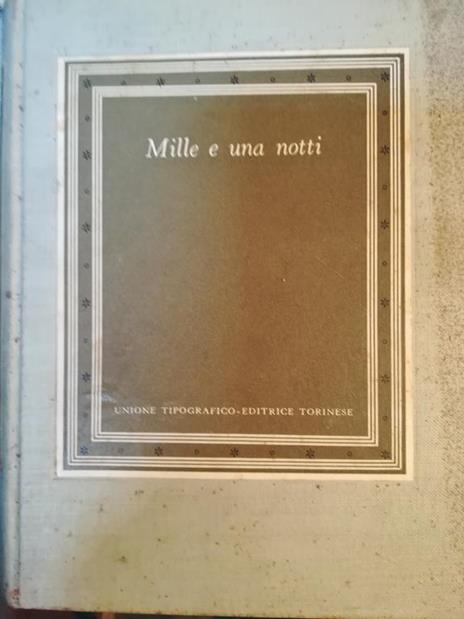 Mille e una notti
UNIONE TIPOGRAFICO-EDITRICE TORINESE